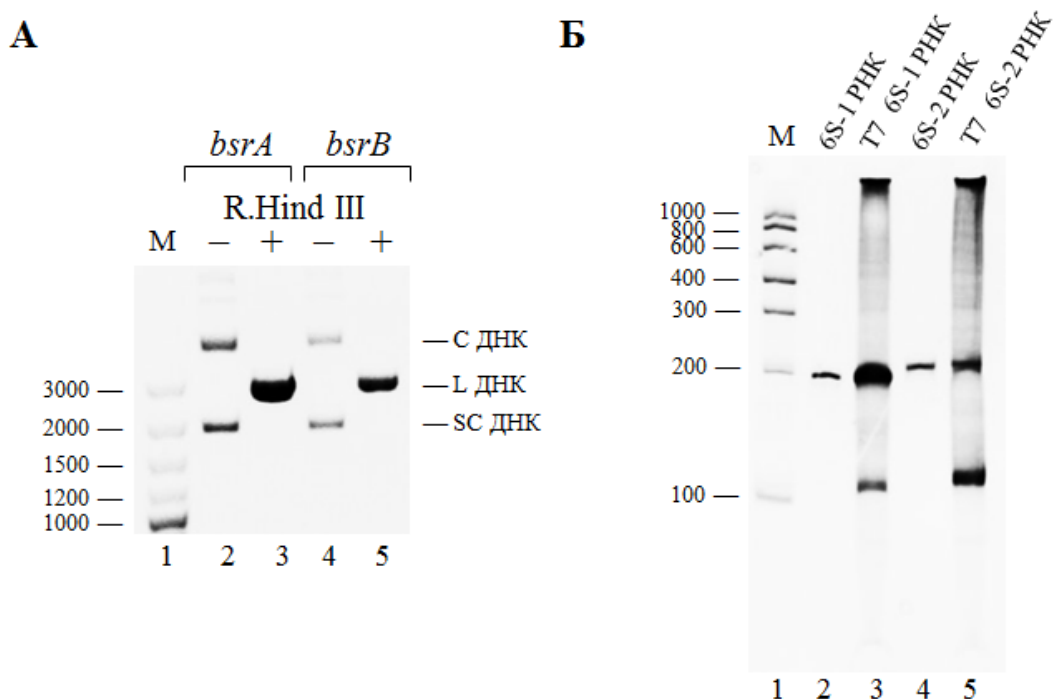 А
bsrA bsrB
R.Hind III
M − + − +
3000
2000
1500
1200
1000
С ДНК
L ДНК
SC ДНК
1 2 3 4 5
Б
M 6S-1 РНК Т7 6S-1 РНК 6S-2 РНК Т7 6S-2 РНК
1000
800
600
400
300
200
100
1 2 3 4 5